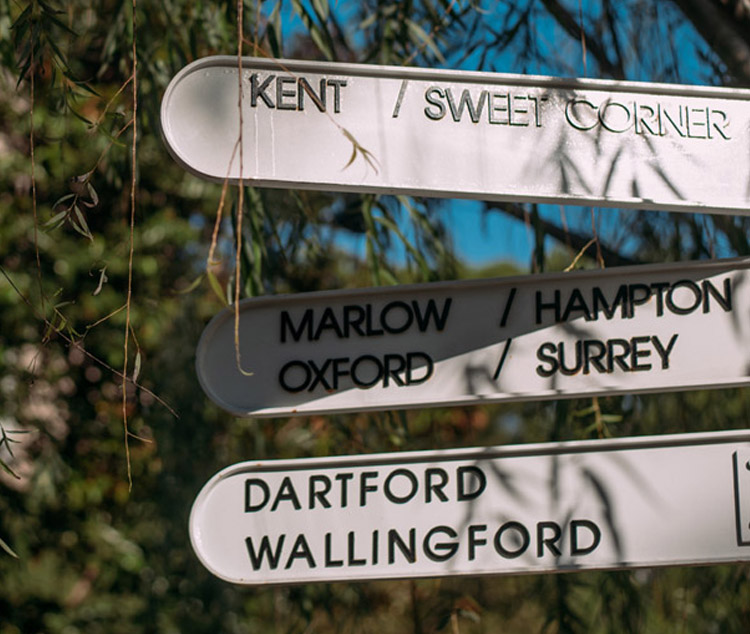 KENT / SWEET CORNER
MARLOW / HAMPTON
OXFORD / SURREY
DARTFORD
WALLINGFORD